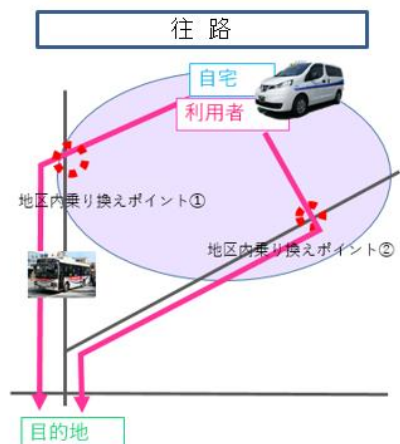 往 路
自宅
利用者
地区内乗り換えポイント①
地区内乗り換えポイント②
目的地